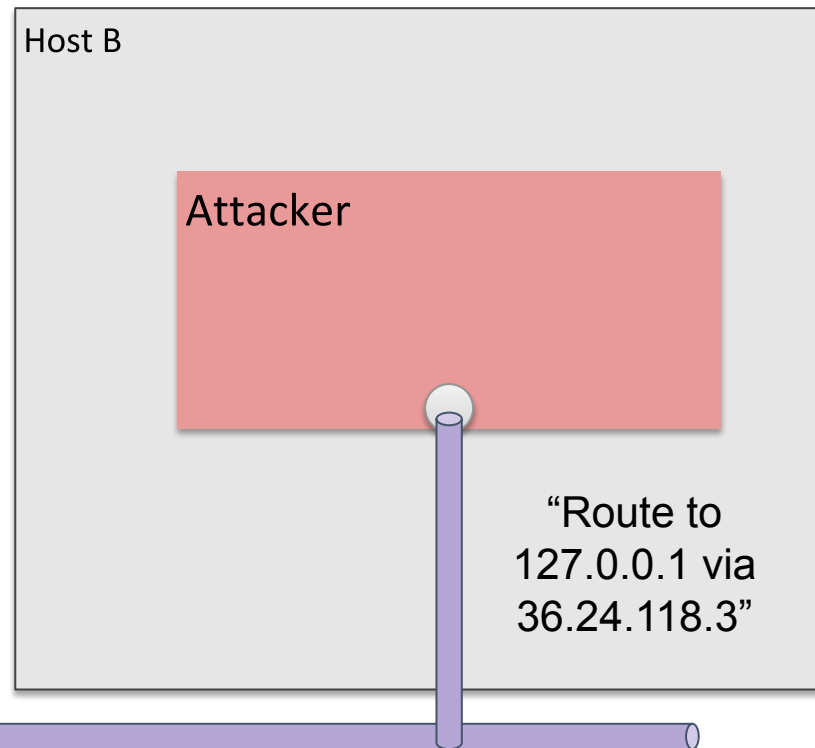 Host B
Attacker
“Route to
127.0.0.1 via
36.24.118.3”